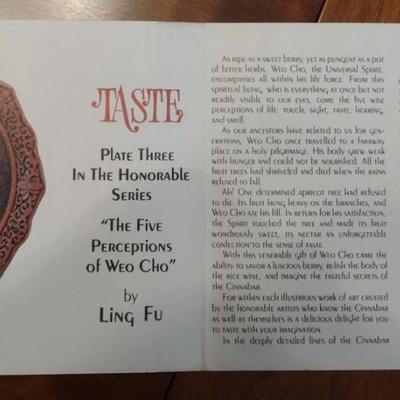 TASTE
PLATE THREE
IN THE HONORABLE
SERIES
"THE FIVE
PERCEPTIONS
OF WEO CHO"
by
LING FU
AS RIPE AS A SWEET BERRY, YET AS PUNGENT AS A POT
OF BITTER HERBS, WEO CHO, THE UNIVERSAL SPIRIT,
ENCOMPASSES ALL WITHIN HIS LIFE FORCE. FROM THIS
SPIRITUAL BEING, WHO IS EVERYTHING AT ONCE BUT NOT
READILY VISIBLE TO OUR EYES, COME THE FIVE WISE
PERCEPTIONS OF LIFE: TOUCH, SIGHT, TASTE, HEARING,
AND SMELL.
AS OUR ANCESTORS HAVE RELATED TO US FOR GEN-
ERATIONS, WEO CHO ONCE TRAVELLED TO A FARAWAY
PLACE ON A HOLY PILGRIMAGE. HIS BODY GREW WEAK
WITH HUNGER AND COULD NOT BE NOURISHED. ALL THE
FRUIT TREES HAD SHRIVELED AND DIED WHEN THE RAINS
REFUSED TO FALL.
AH! ONE DETERMINED APRICOT TREE HAD REFUSED
TO DIE. ITS FRUIT HUNG HEAVY ON THE BRANCHES, AND
WEO CHO ATE HIS FILL. IN RETURN FOR HIS SATISFACTION,
THE SPIRIT TOUCHED THE TREE AND MADE ITS FRUIT
WONDROUSLY SWEET, ITS NECTAR AN UNFORGETTABLE
CONFECTION TO THE SENSE OF TASTE.
WITH THIS VENERABLE GIFT OF WEO CHO CAME THE
ABILITY TO SAVOR A LUSCIOUS BERRY, RELISH THE BODY OF
THE RICE WINE, AND IMAGINE THE TASTEFUL SECRETS OF
THE CINNABAR.
FOR WITHIN EACH ILLUSTRIOUS WORK OF ART CREATED
BY THE HONORABLE ARTISTS WHO KNOW THE CINNABAR
AS WELL AS THEMSELVES IS A DELICIOUS DELIGHT FOR YOU
TO TASTE WITH YOUR IMAGINATION.
IN THE DEEPLY DETAILED LINES OF THE CINNABAR